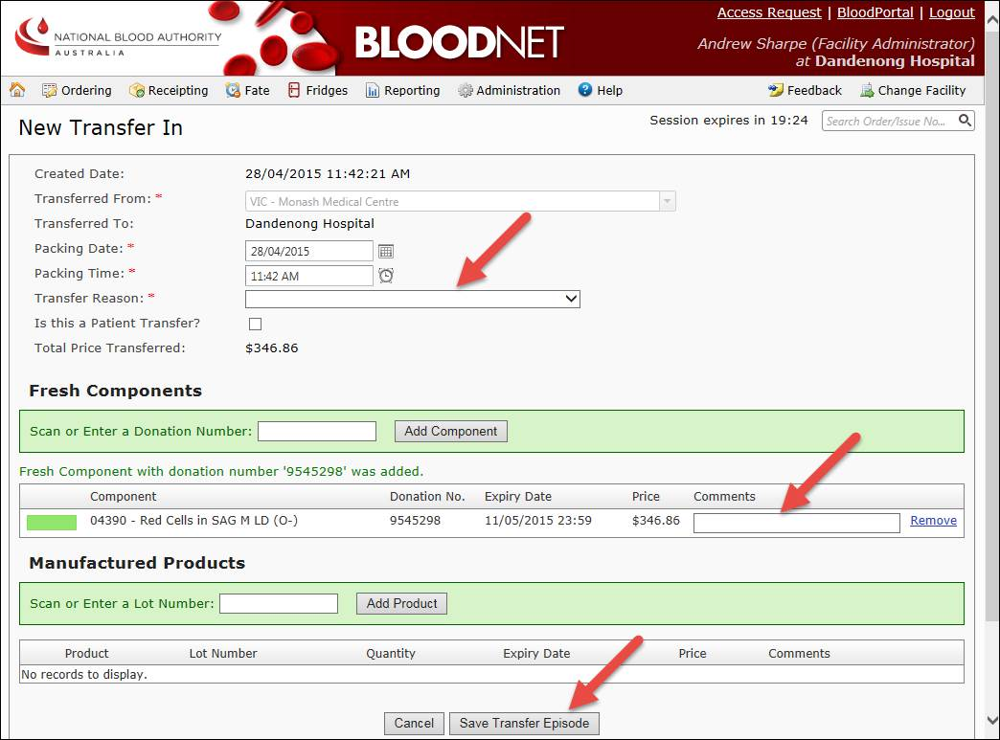 Access Request | BloodPortal | Logout
NATIONAL BLOOD AUTHORITY
AUSTRALIA
BLOODNET
Andrew Sharpe (Facility Administrator)
at Dandenong Hospital
Ordering Receipting Fate Fridges Reporting Administration Help Feedback Change Facility
New Transfer In
Session expires in 19:24
Search Order/Issue No...
Created Date: 28/04/2015 11:42:21 AM
Transferred From: * VIC - Monash Medical Centre
Transferred To: Dandenong Hospital
Packing Date: * 28/04/2015
Packing Time: * 11:42 AM
Transfer Reason: *
Is this a Patient Transfer?
Total Price Transferred: $346.86
Fresh Components
Scan or Enter a Donation Number: Add Component
Fresh Component with donation number '9545298' was added.
Component Donation No. Expiry Date Price Comments
04390 - Red Cells in SAG M LD (O-) 9545298 11/05/2015 23:59 $346.86 Remove
Manufactured Products
Scan or Enter a Lot Number: Add Product
Product Lot Number Quantity Expiry Date Price Comments
No records to display.
Cancel Save Transfer Episode